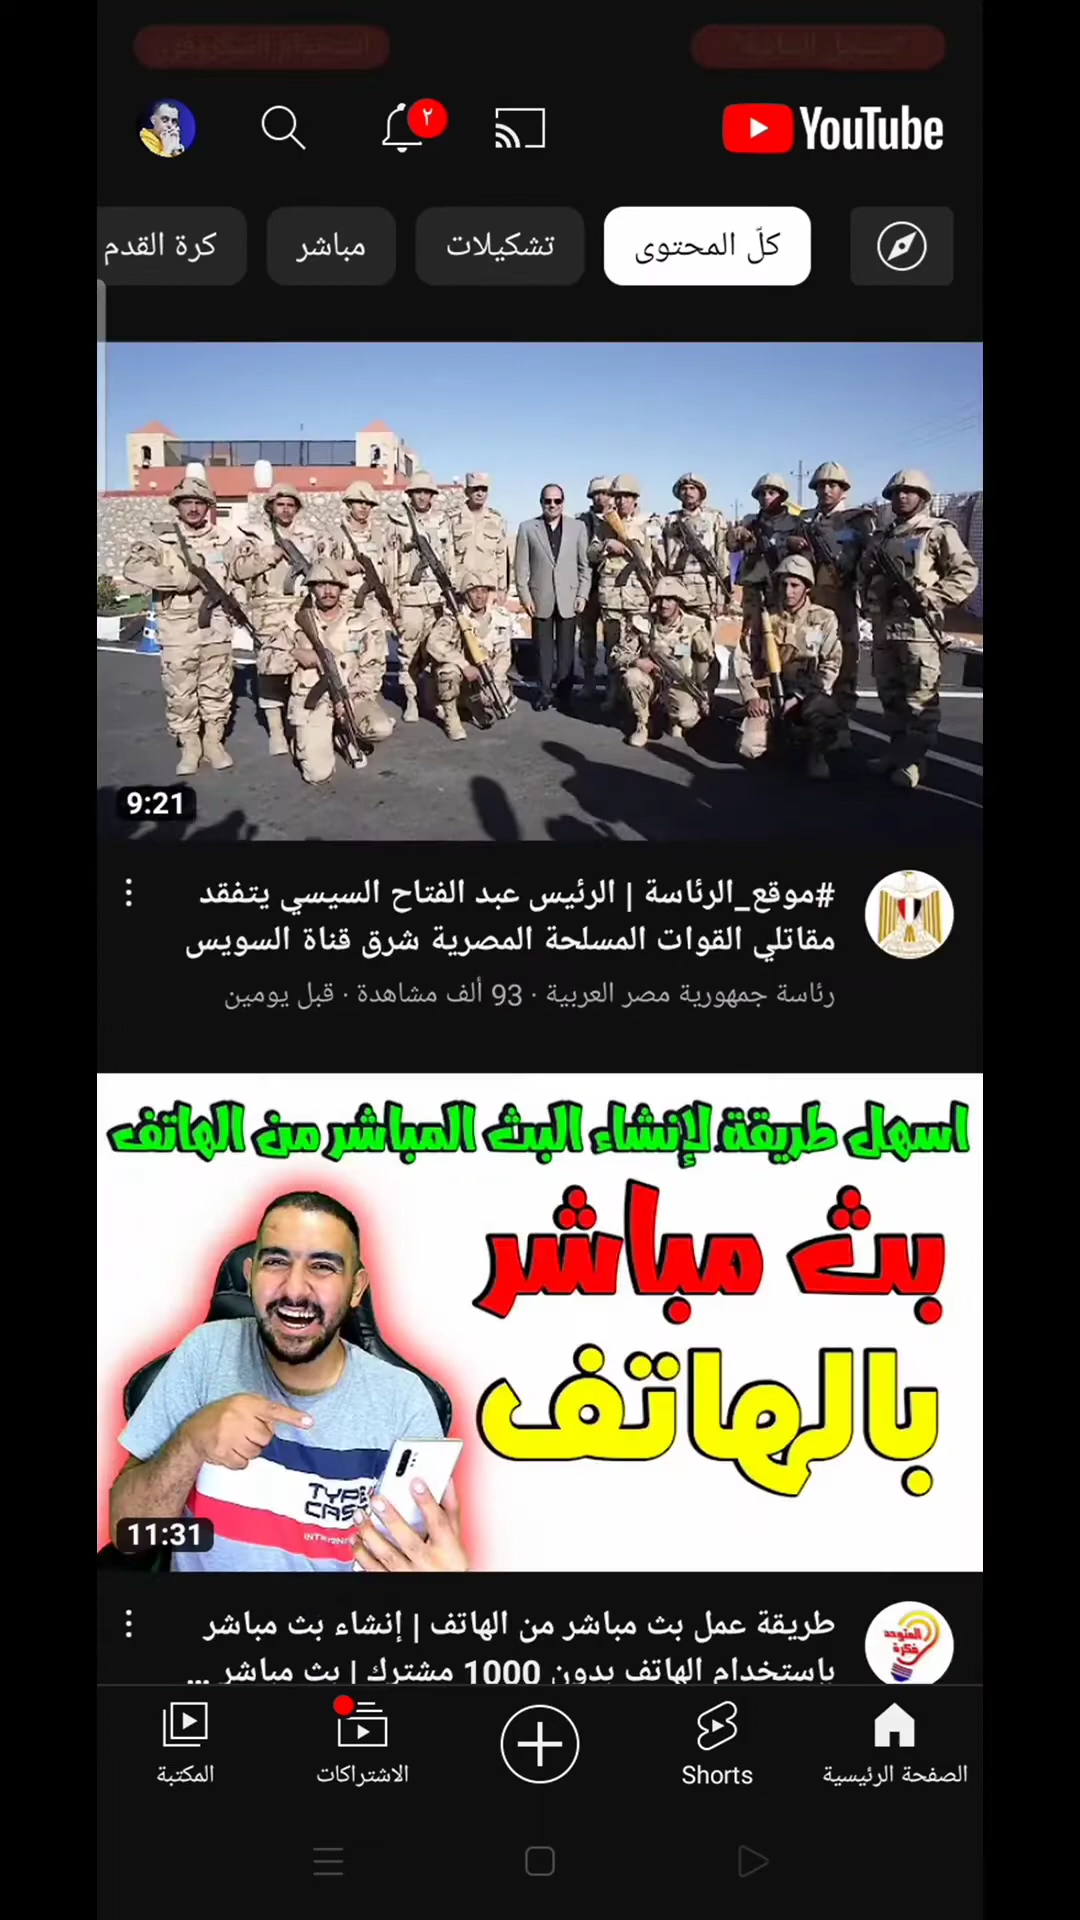 YouTube
٢
كلّ المحتوى
تشكيلات
مباشر
كرة القدم
9:21
#موقع_الرئاسة | الرئيس عبد الفتاح السيسي يتفقد
مقاتلي القوات المسلحة المصرية شرق قناة السويس
رئاسة جمهورية مصر العربية · 93 ألف مشاهدة · قبل يومين
اسهل طريقة لإنشاء البث المباشر من الهاتف
بث مباشر
بالهاتف
TYPE
CAST
11:31
طريقة عمل بث مباشر من الهاتف | إنشاء بث مباشر
باستخدام الهاتف بدون 1000 مشترك | بث مباشر ...
فكرة
الصفحة الرئيسية
Shorts
الاشتراكات
المكتبة